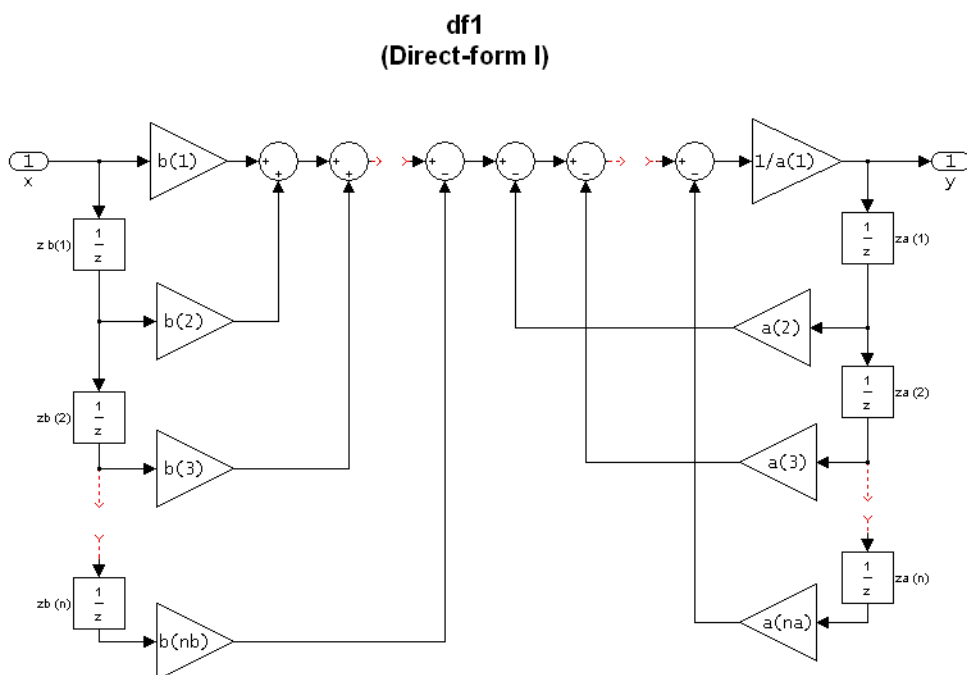 df1
(Direct-form I)
1
x
b(1)
+
+
+
+
+
-
+
-
+
-
+
-
1/a(1)
1
y
zb(1)
1
z
1
z
za(1)
b(2)
a(2)
zb(2)
1
z
1
z
za(2)
b(3)
a(3)
zb(n)
1
z
1
z
za(n)
b(nb)
a(na)